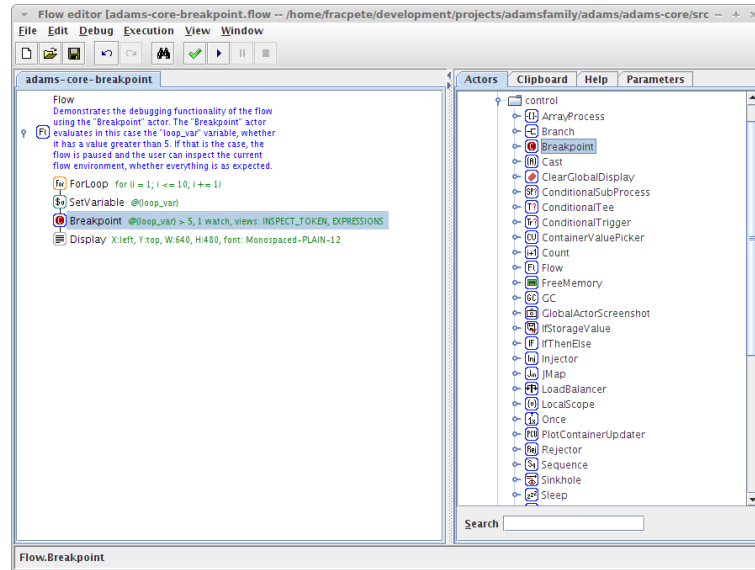 Flow editor [adams-core-breakpoint.flow -- /home/fracpete/development/projects/adamsfamily/adams/adams-core/src
File Edit Debug Execution View Window
adams-core-breakpoint
Flow
Demonstrates the debugging functionality of the flow
using the "Breakpoint" actor. The "Breakpoint" actor
evaluates in this case the "loop_var" variable, whether
it has a value greater than 5. If that is the case, the
flow is paused and the user can inspect the current
flow environment, whether everything is as expected.
ForLoop for (i = 1; i <= 10; i += 1)
SetVariable @{loop_var}
Breakpoint @{loop_var} > 5, 1 watch, views: INSPECT_TOKEN, EXPRESSIONS
Display X:left, Y:top, W:640, H:480, font: Monospaced-PLAIN-12
Actors Clipboard Help Parameters
control
ArrayProcess
Branch
Breakpoint
Cast
ClearGlobalDisplay
ConditionalSubProcess
ConditionalTee
ConditionalTrigger
ContainerValuePicker
Count
Flow
FreeMemory
GC
GlobalActorScreenshot
IfStorageValue
IfThenElse
Injector
JMap
LoadBalancer
LocalScope
Once
PlotContainerUpdater
Rejector
Sequence
Sinkhole
Sleep
Search
Flow.Breakpoint